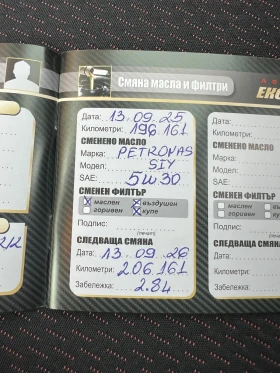 Смяна масла и филтри
Дата: 13.09.25
Километри: 196 161
СМЕНЕНО МАСЛО
Марка: PETRONAS
Модел: SIY
SAE: 5W30
СМЕНЕН ФИЛТЪР
маслен въздушен
горивен купе
Подпис:
(печат)
СЛЕДВАЩА СМЯНА
Дата: 13.09.26
Километри: 206.161
Забележка: 2.84
Дата:
Километри:
СМЕНЕНО МАСЛО
Марка:
Модел:
SAE:
СМЕНЕН ФИЛТЪР
маслен
горивен
Подпис:
СЛЕДВАЩА СМЯНА
Дата:
Километри:
Забележка: